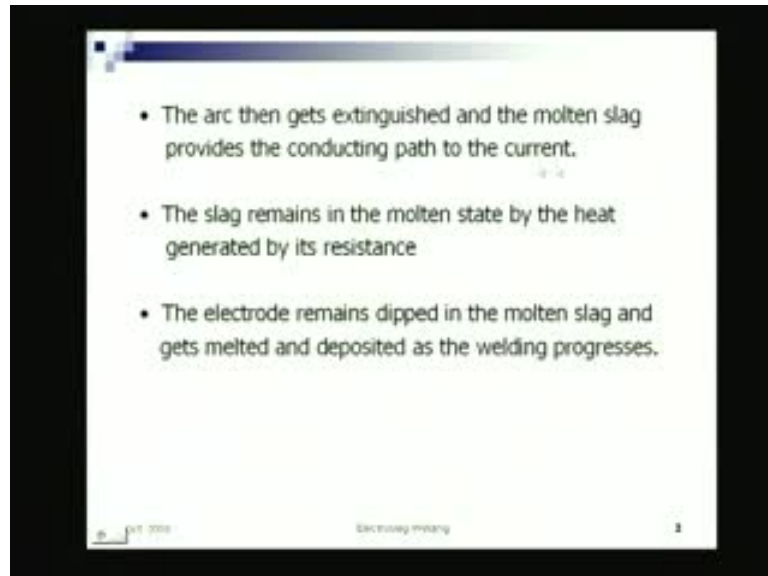 • The arc then gets extinguished and the molten slag
provides the conducting path to the current.
• The slag remains in the molten state by the heat
generated by its resistance
• The electrode remains dipped in the molten slag and
gets melted and deposited as the welding progresses.
Electroslag Welding